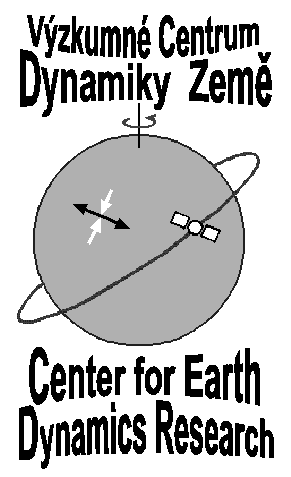 Výzkumné Centrum
Dynamiky Země
Center for Earth
Dynamics Research